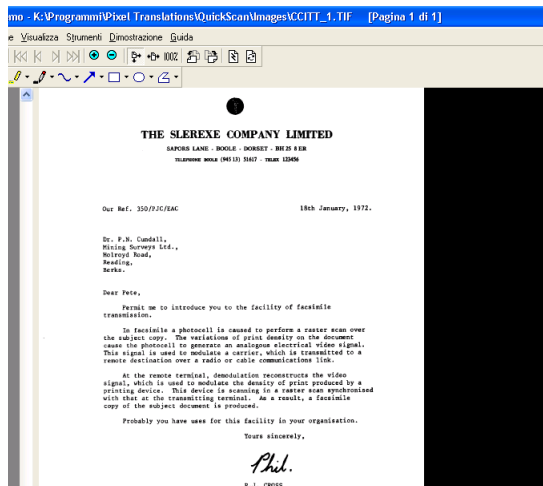 mo - K:\Programmi\Pixel Translations\QuickScan\Images\CCITT_1.TIF [Pagina 1 di 1]
e Visualizza Strumenti Dimostrazione Guida
100%
THE SLEREXE COMPANY LIMITED
SAPORS LANE - BOOLE - DORSET - BH 25 8 ER
TELEPHONE BOOLE (945 13) 51617 - TELEX 123456
Our Ref. 350/PJC/EAC 18th January, 1972.
Dr. P.N. Cundall,
Mining Surveys Ltd.,
Holroyd Road,
Reading,
Berks.
Dear Pete,
Permit me to introduce you to the facility of facsimile
transmission.
In facsimile a photocell is caused to perform a raster scan over
the subject copy. The variations of print density on the document
cause the photocell to generate an analogous electrical video signal.
This signal is used to modulate a carrier, which is transmitted to a
remote destination over a radio or cable communications link.
At the remote terminal, demodulation reconstructs the video
signal, which is used to modulate the density of print produced by a
printing device. This device is scanning in a raster scan synchronised
with that at the transmitting terminal. As a result, a facsimile
copy of the subject document is produced.
Probably you have uses for this facility in your organisation.
Yours sincerely,
Phil.
P.J. CROSS